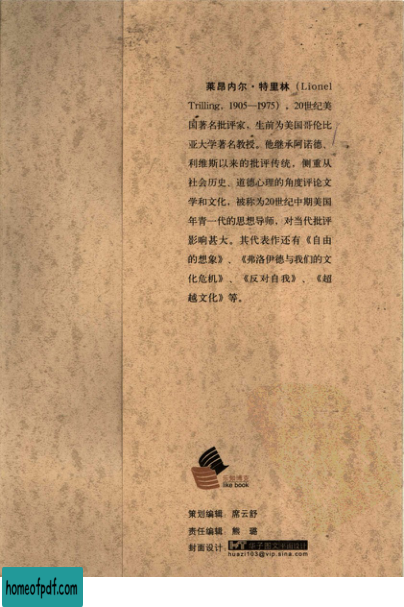 莱昂内尔·特里林（Lionel
Trilling, 1905—1975），20世纪美
国著名批评家，生前为美国哥伦比
亚大学著名教授。他继承阿诺德、
利维斯以来的批评传统，侧重从
社会历史、道德心理的角度评论文
学和文化，被称为20世纪中期美国
年青一代的思想导师，对当代批评
影响甚大。其代表作还有《自由
的想象》、《弗洛伊德与我们的文
化危机》、《反对自我》、《超
越文化》等。
like book
策划编辑 席云舒
责任编辑 熊 璐
封面设计
huazi103@vip.sina.com
homeofpdf.com